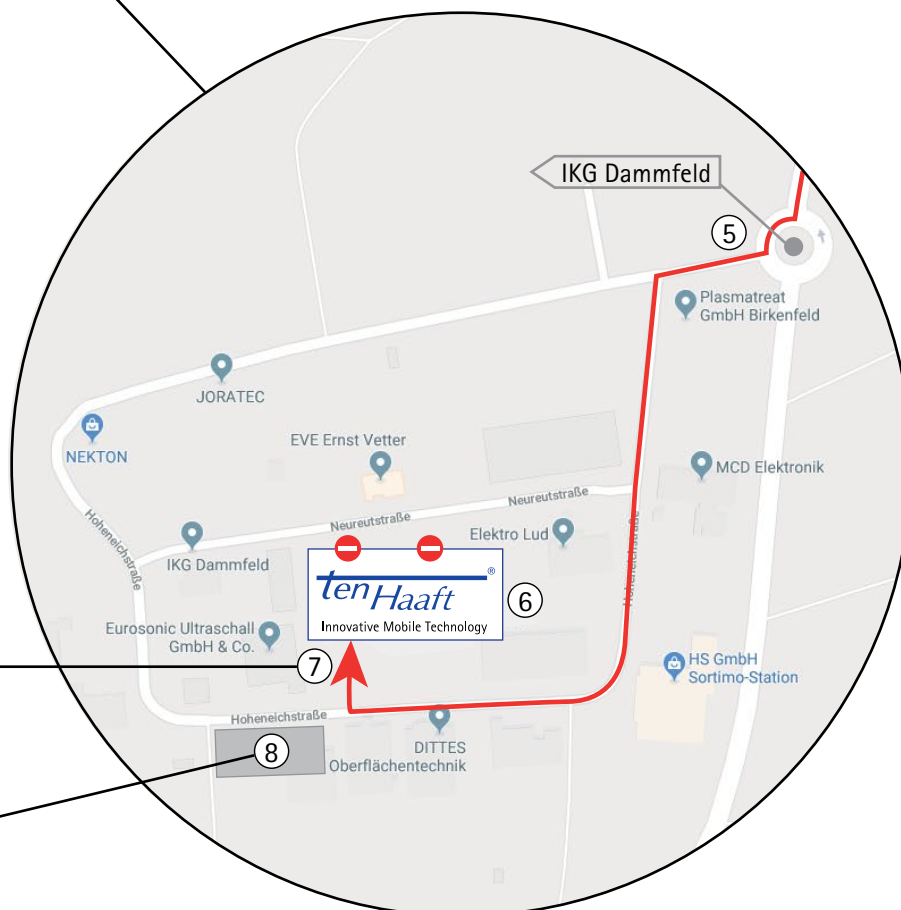 IKG Dammfeld
5
Plasmatreat
GmbH Birkenfeld
JORATEC
NEKTON
EVE Ernst Vetter
MCD Elektronik
Neureutstraße
Neureutstraße
Hoheneichstraße
Elektro Lud
IKG Dammfeld
Hoheneichstraße
ten Haaft®
Innovative Mobile Technology
6
Eurosonic Ultraschall
GmbH & Co.
7
HS GmbH
Sortimo-Station
Hoheneichstraße
8
DITTES
Oberflächentechnik